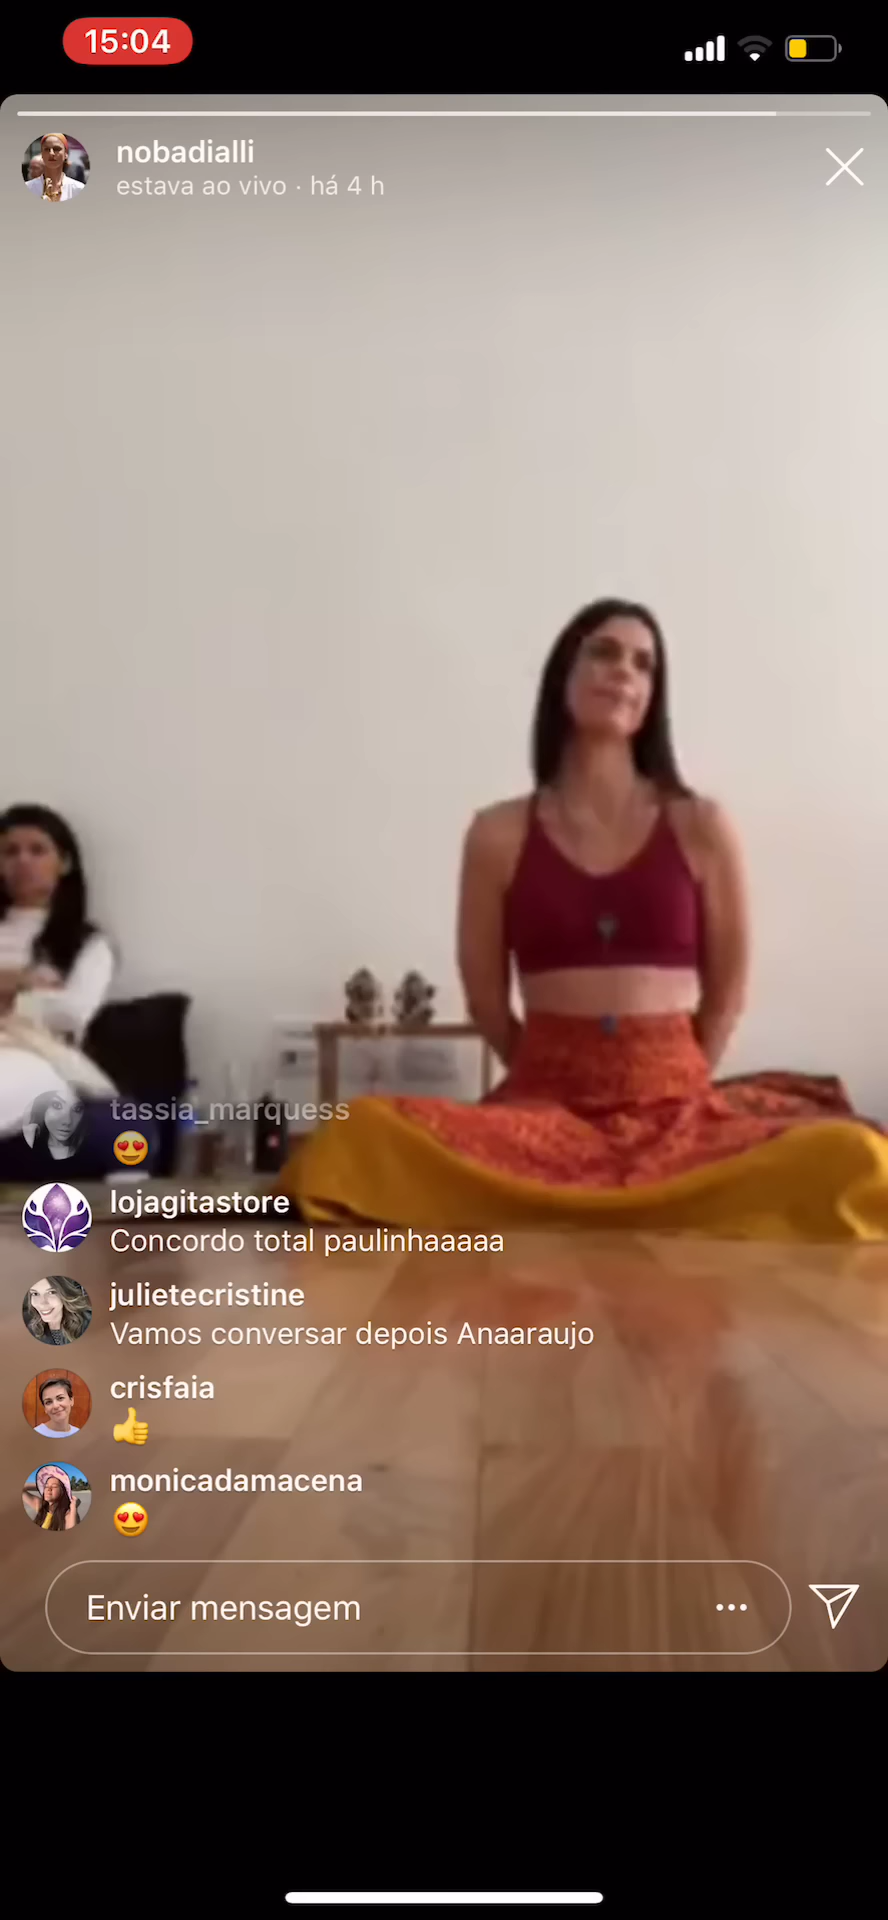 15:04
nobadialli
estava ao vivo · há 4 h
tassia_marquess
😍
lojagitastore
Concordo total paulinhaaaaa
julietecristine
Vamos conversar depois Anaaraujo
crisfaia
👍
monicadamacena
😍
Enviar mensagem